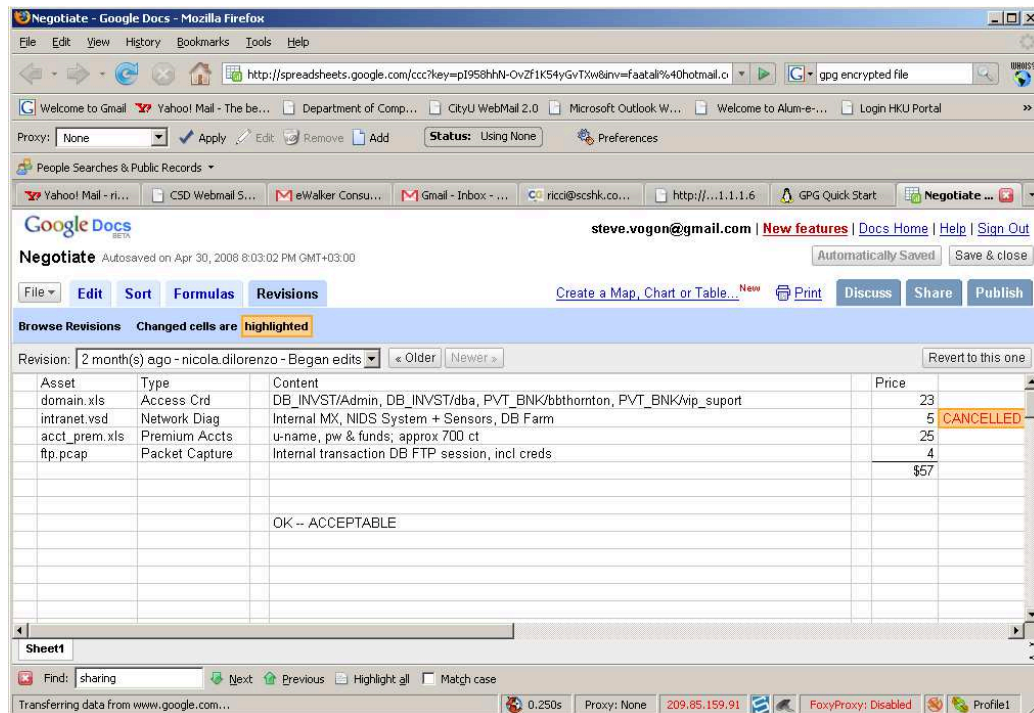 Negotiate - Google Docs - Mozilla Firefox
File Edit View History Bookmarks Tools Help
http://spreadsheets.google.com/ccc?key=pI958hhN-OvZf1K54yGvTXw&inv=faatali%40hotmail.c gpg encrypted file
Welcome to Gmail Yahoo! Mail - The be... Department of Comp... CityU WebMail 2.0 Microsoft Outlook W... Welcome to Alum-e-... Login HKU Portal »
Proxy: None Apply Edit Remove Add Status: Using None Preferences
People Searches & Public Records
Yahoo! Mail - ri... CSD Webmail S... eWalker Consu... Gmail - Inbox - ... ricci@scshk.co... http://...1.1.1.6 GPG Quick Start Negotiate ...
Google Docs BETA
steve.vogon@gmail.com | New features | Docs Home | Help | Sign Out
Negotiate Autosaved on Apr 30, 2008 8:03:02 PM GMT+03:00 Automatically Saved Save & close
File Edit Sort Formulas Revisions Create a Map, Chart or Table... New Print Discuss Share Publish
Browse Revisions Changed cells are highlighted
Revision: 2 month(s) ago - nicola.dilorenzo - Began edits « Older Newer » Revert to this one
Asset Type Content Price
domain.xls Access Crd DB_INVST/Admin, DB_INVST/dba, PVT_BNK/bbthornton, PVT_BNK/vip_suport 23
intranet.vsd Network Diag Internal MX, NIDS System + Sensors, DB Farm 5 CANCELLED
acct_prem.xls Premium Accts u-name, pw & funds; approx 700 ct 25
ftp.pcap Packet Capture Internal transaction DB FTP session, incl creds 4
$57
OK -- ACCEPTABLE
Sheet1
Find: sharing Next Previous Highlight all Match case
Transferring data from www.google.com... 0.250s Proxy: None 209.85.159.91 FoxyProxy: Disabled Profile1